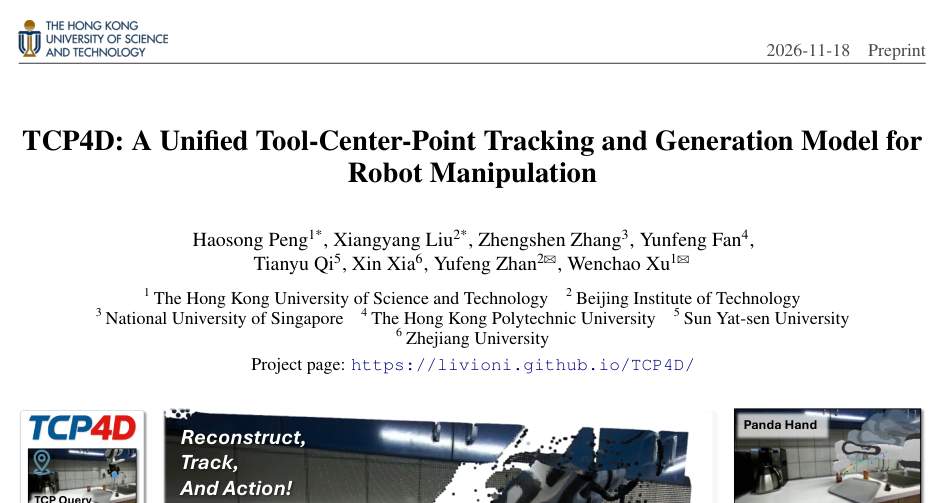 THE HONG KONG
UNIVERSITY OF SCIENCE
AND TECHNOLOGY
2026-11-18 Preprint
TCP4D: A Unified Tool-Center-Point Tracking and Generation Model for
Robot Manipulation
Haosong Peng1*, Xiangyang Liu2*, Zhengshen Zhang3, Yunfeng Fan4,
Tianyu Qi5, Xin Xia6, Yufeng Zhan2✉, Wenchao Xu1✉
1 The Hong Kong University of Science and Technology 2 Beijing Institute of Technology
3 National University of Singapore 4 The Hong Kong Polytechnic University 5 Sun Yat-sen University
6 Zhejiang University
Project page: https://livioni.github.io/TCP4D/
TCP4D
TCP Query
Reconstruct,
Track,
And Action!
Panda Hand